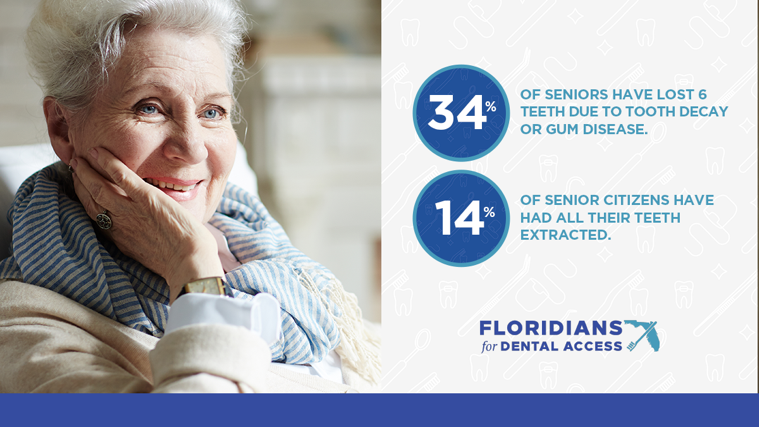 34%
OF SENIORS HAVE LOST 6
TEETH DUE TO TOOTH DECAY
OR GUM DISEASE.
14%
OF SENIOR CITIZENS HAVE
HAD ALL THEIR TEETH
EXTRACTED.
FLORIDIANS
for DENTAL ACCESS